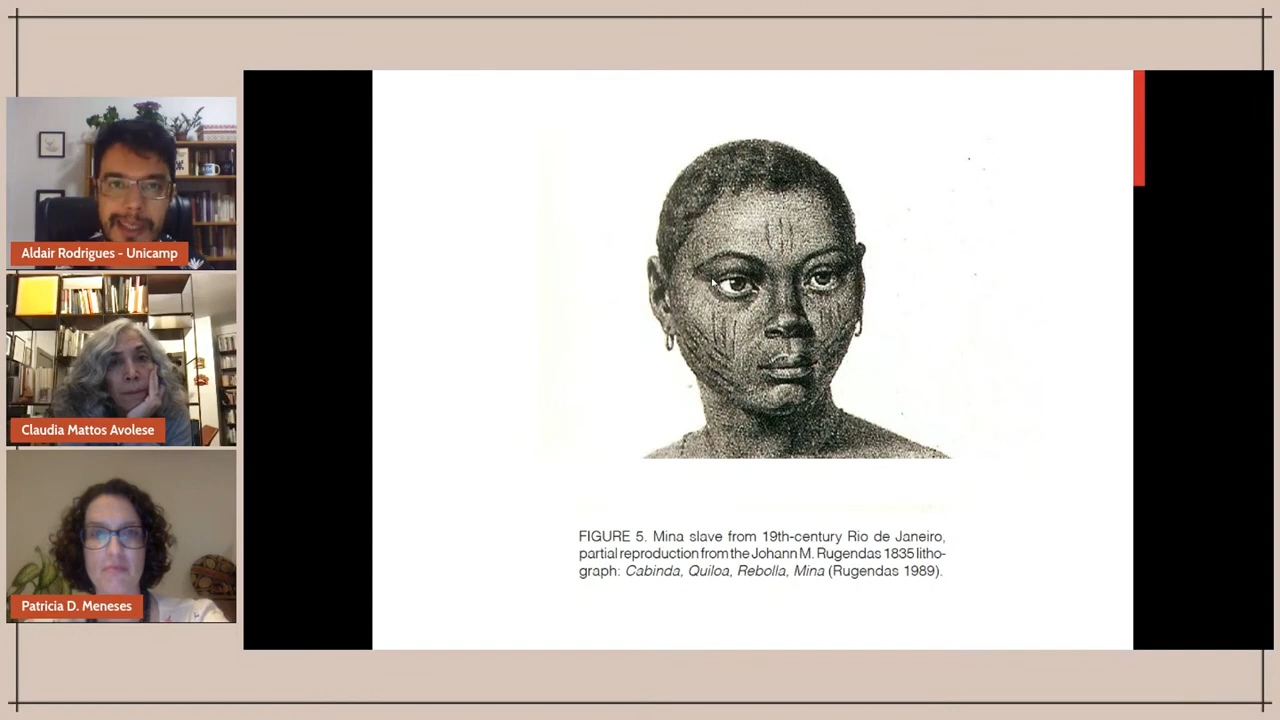 Aldair Rodrigues - Unicamp
Claudia Mattos Avolese
Patricia D. Meneses
FIGURE 5. Mina slave from 19th-century Rio de Janeiro,
partial reproduction from the Johann M. Rugendas 1835 litho-
graph: Cabinda, Quiloa, Rebolla, Mina (Rugendas 1989).